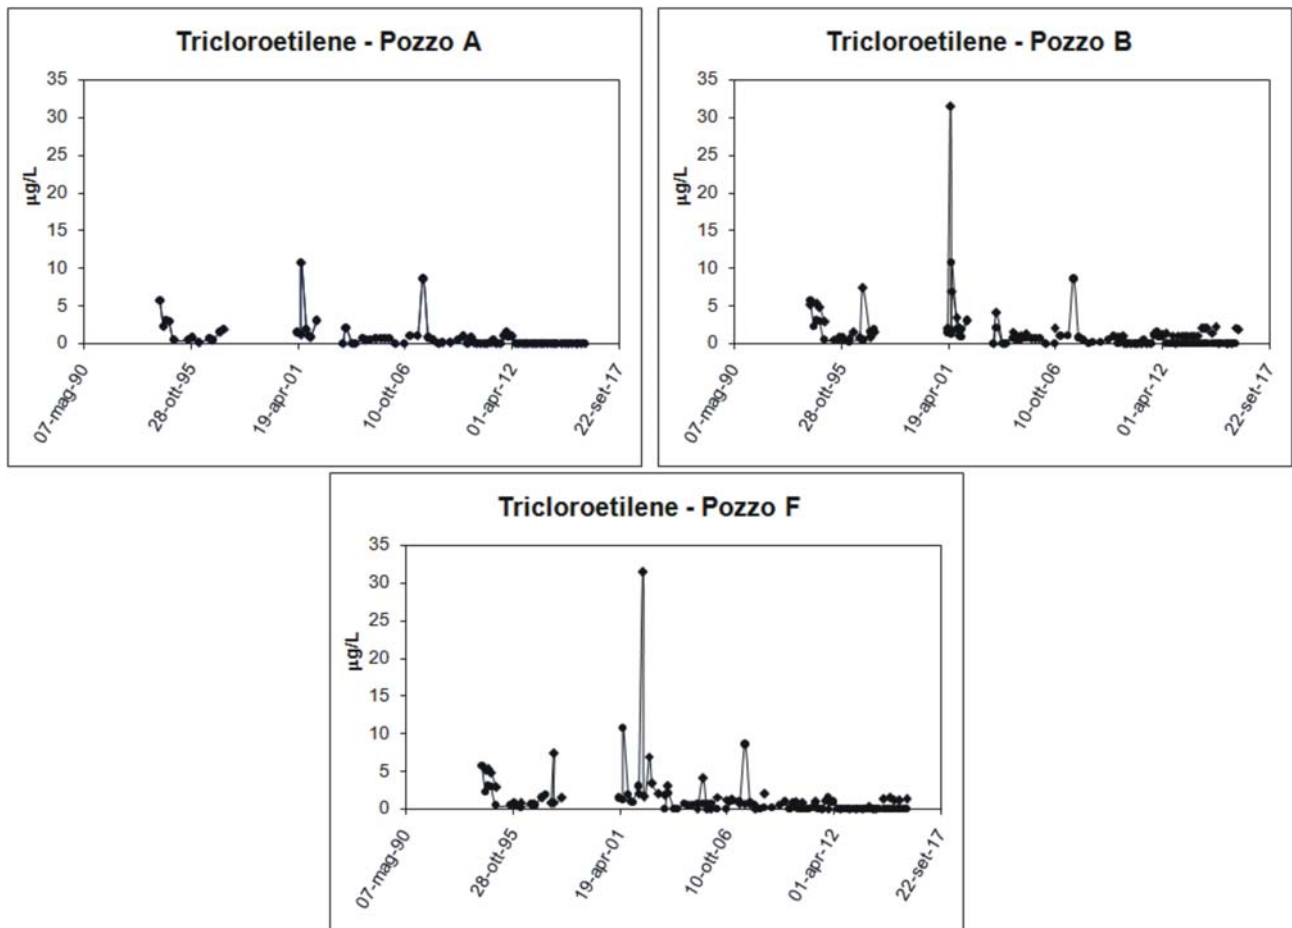 Tricloroetilene - Pozzo A
35
30
25
20
15
10
5
0
µg/L
07-mag-90
28-ott-95
19-apr-01
10-ott-06
01-apr-12
22-set-17
Tricloroetilene - Pozzo B
35
30
25
20
15
10
5
0
µg/L
07-mag-90
28-ott-95
19-apr-01
10-ott-06
01-apr-12
22-set-17
Tricloroetilene - Pozzo F
35
30
25
20
15
10
5
0
µg/L
07-mag-90
28-ott-95
19-apr-01
10-ott-06
01-apr-12
22-set-17